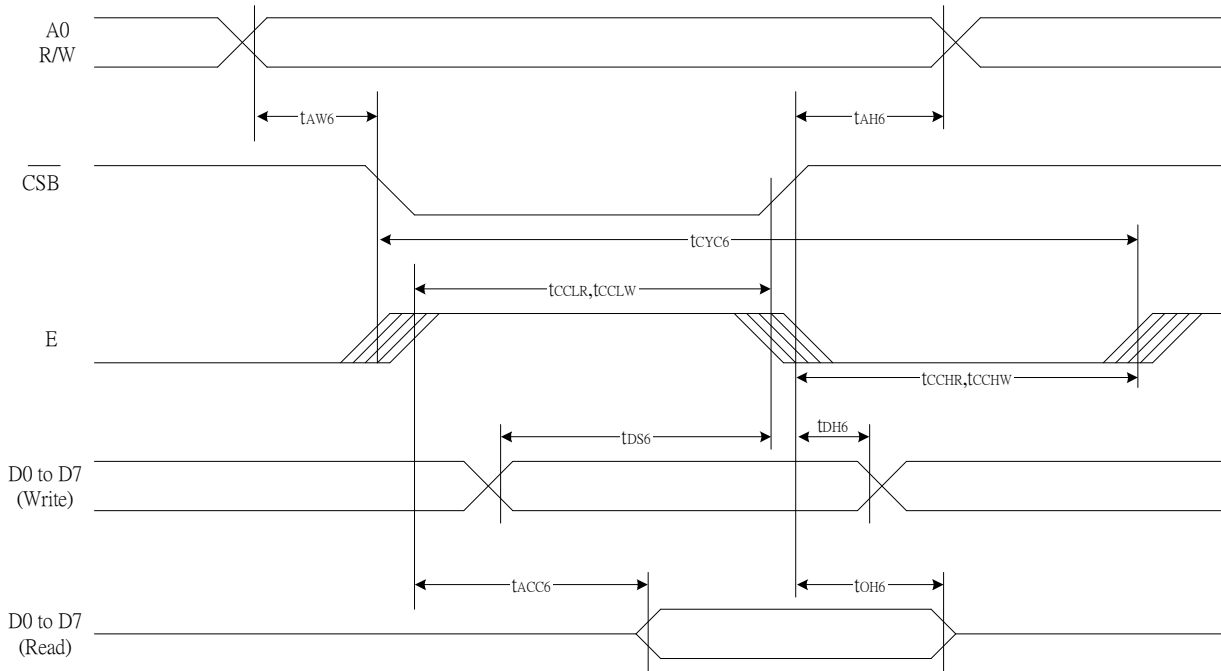 A0
R/W
tAW6
tAH6
CSB
tCYC6
tCCLR,tCCLW
E
tCCHR,tCCHW
tDS6
tDH6
D0 to D7
(Write)
tACC6
tOH6
D0 to D7
(Read)